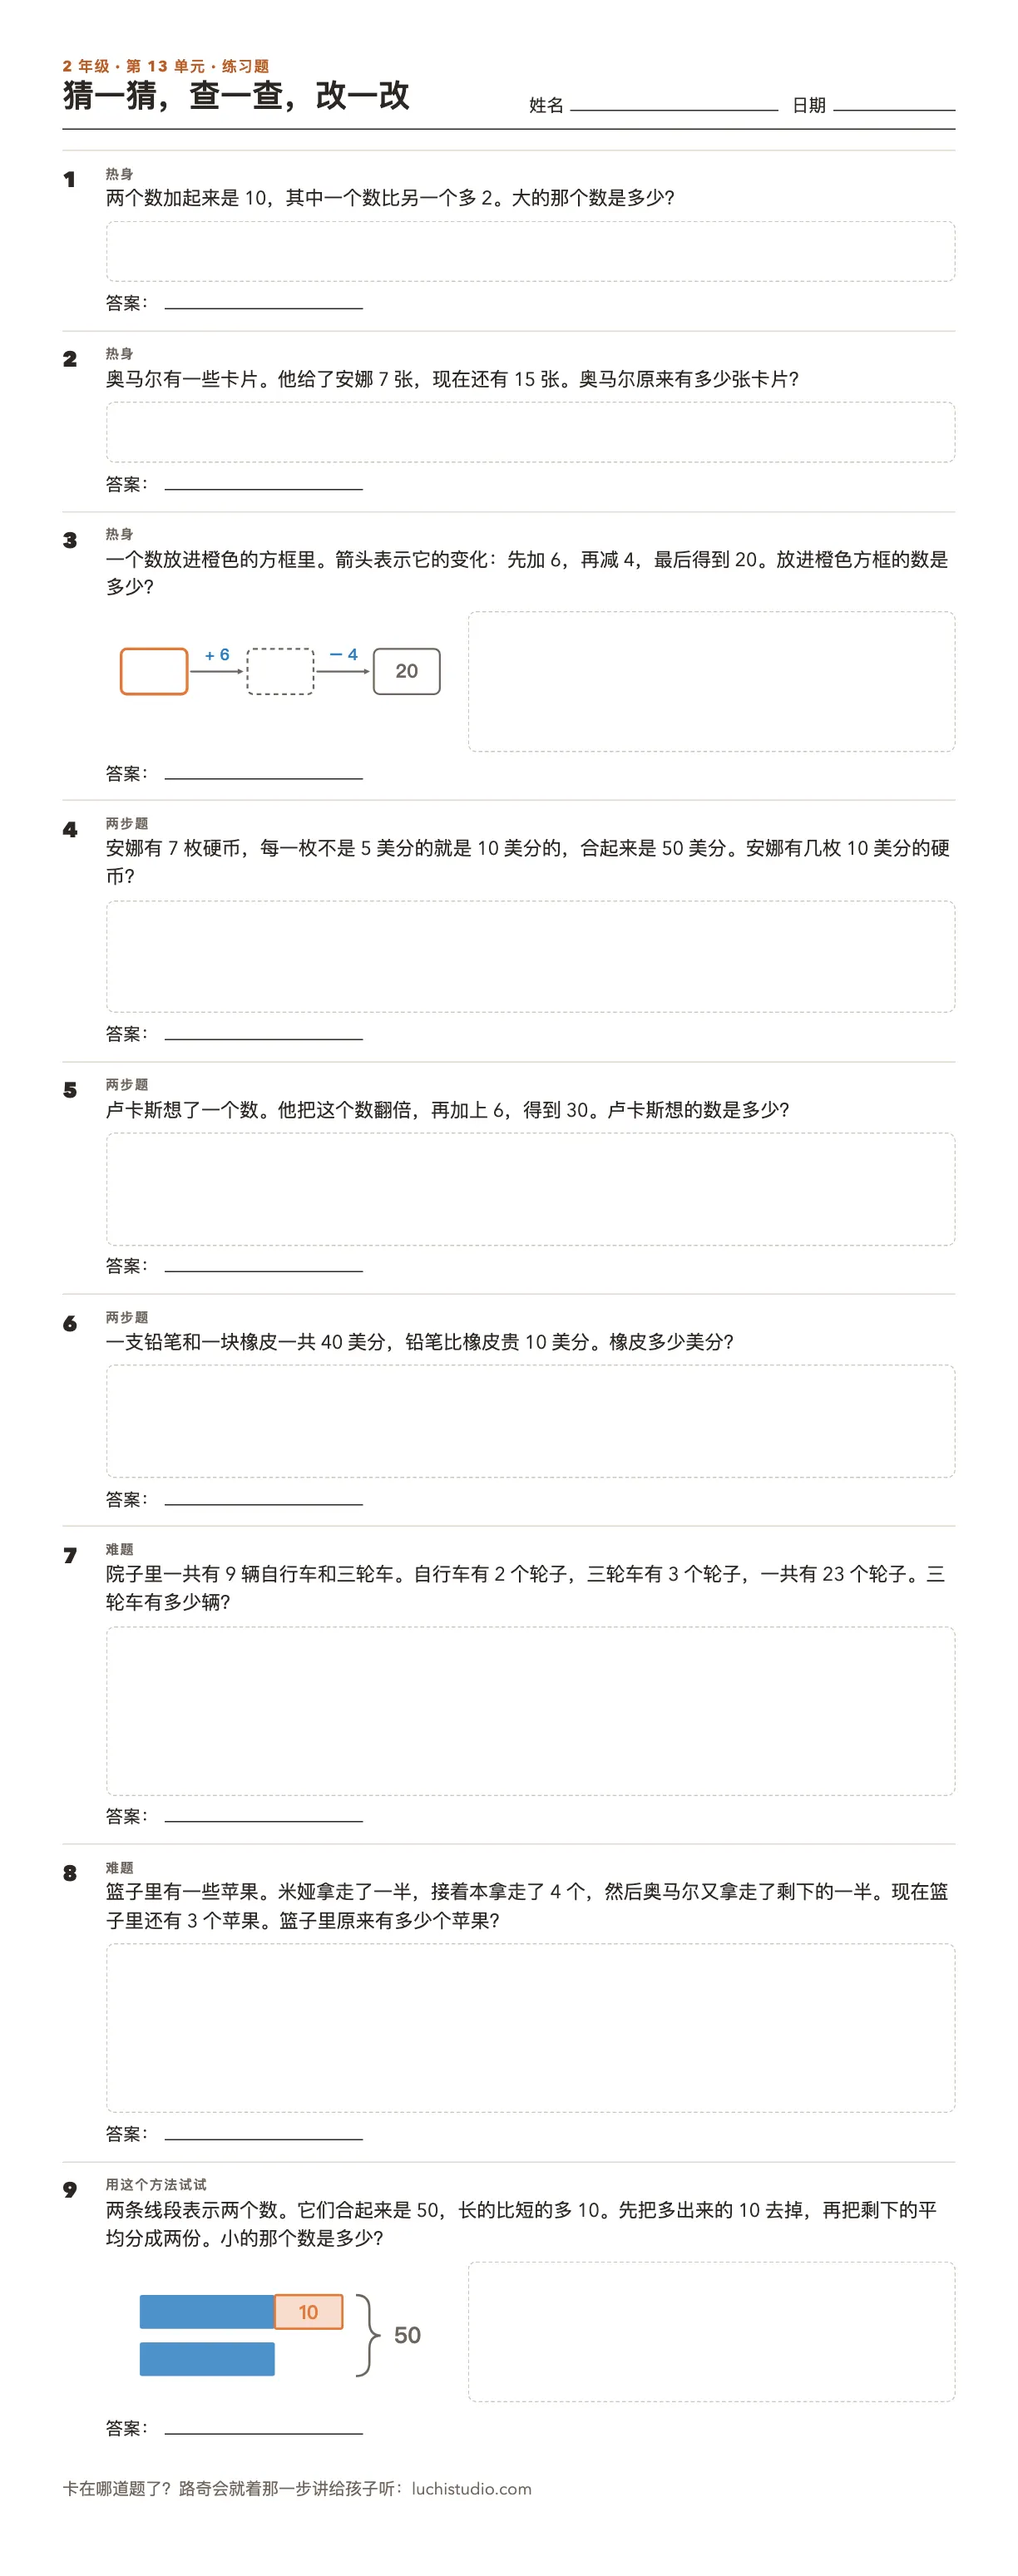 2 年级 · 第 13 单元 · 练习题
猜一猜，查一查，改一改
姓名
日期
1
热身
两个数加起来是 10，其中一个数比另一个多 2。大的那个数是多少？
答案：
2
热身
奥马尔有一些卡片。他给了安娜 7 张，现在还有 15 张。奥马尔原来有多少张卡片？
答案：
3
热身
一个数放进橙色的方框里。箭头表示它的变化：先加 6，再减 4，最后得到 20。放进橙色方框的数是
多少？
+ 6
− 4
20
答案：
4
两步题
安娜有 7 枚硬币，每一枚不是 5 美分的就是 10 美分的，合起来是 50 美分。安娜有几枚 10 美分的硬
币？
答案：
5
两步题
卢卡斯想了一个数。他把这个数翻倍，再加上 6，得到 30。卢卡斯想的数是多少？
答案：
6
两步题
一支铅笔和一块橡皮一共 40 美分，铅笔比橡皮贵 10 美分。橡皮多少美分？
答案：
7
难题
院子里一共有 9 辆自行车和三轮车。自行车有 2 个轮子，三轮车有 3 个轮子，一共有 23 个轮子。三
轮车有多少辆？
答案：
8
难题
篮子里有一些苹果。米娅拿走了一半，接着本拿走了 4 个，然后奥马尔又拿走了剩下的一半。现在篮
子里还有 3 个苹果。篮子里原来有多少个苹果？
答案：
9
用这个方法试试
两条线段表示两个数。它们合起来是 50，长的比短的多 10。先把多出来的 10 去掉，再把剩下的平
均分成两份。小的那个数是多少？
10
50
答案：
卡在哪道题了？路奇会就着那一步讲给孩子听：luchistudio.com